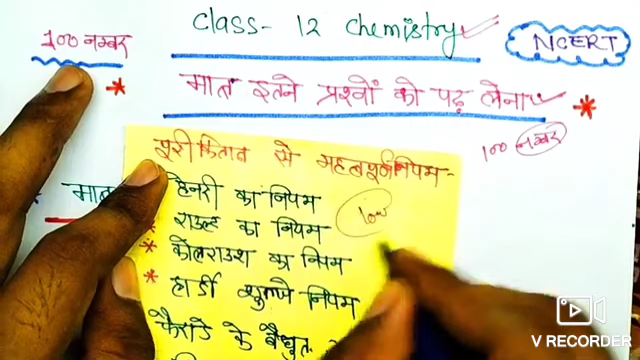 Class- 12 Chemistry
100 नम्बर
NCERT
मात्र इतने प्रश्नों को पढ़ लेना
100 नम्बर
पूरी किताब से महत्वपूर्ण नियम-
मात्र
हेनरी का नियम
100
राउल्ट का नियम
कोलराउश का नियम
हार्डी शुल्जे नियम
फैराडे के वैधुत
V RECORDER